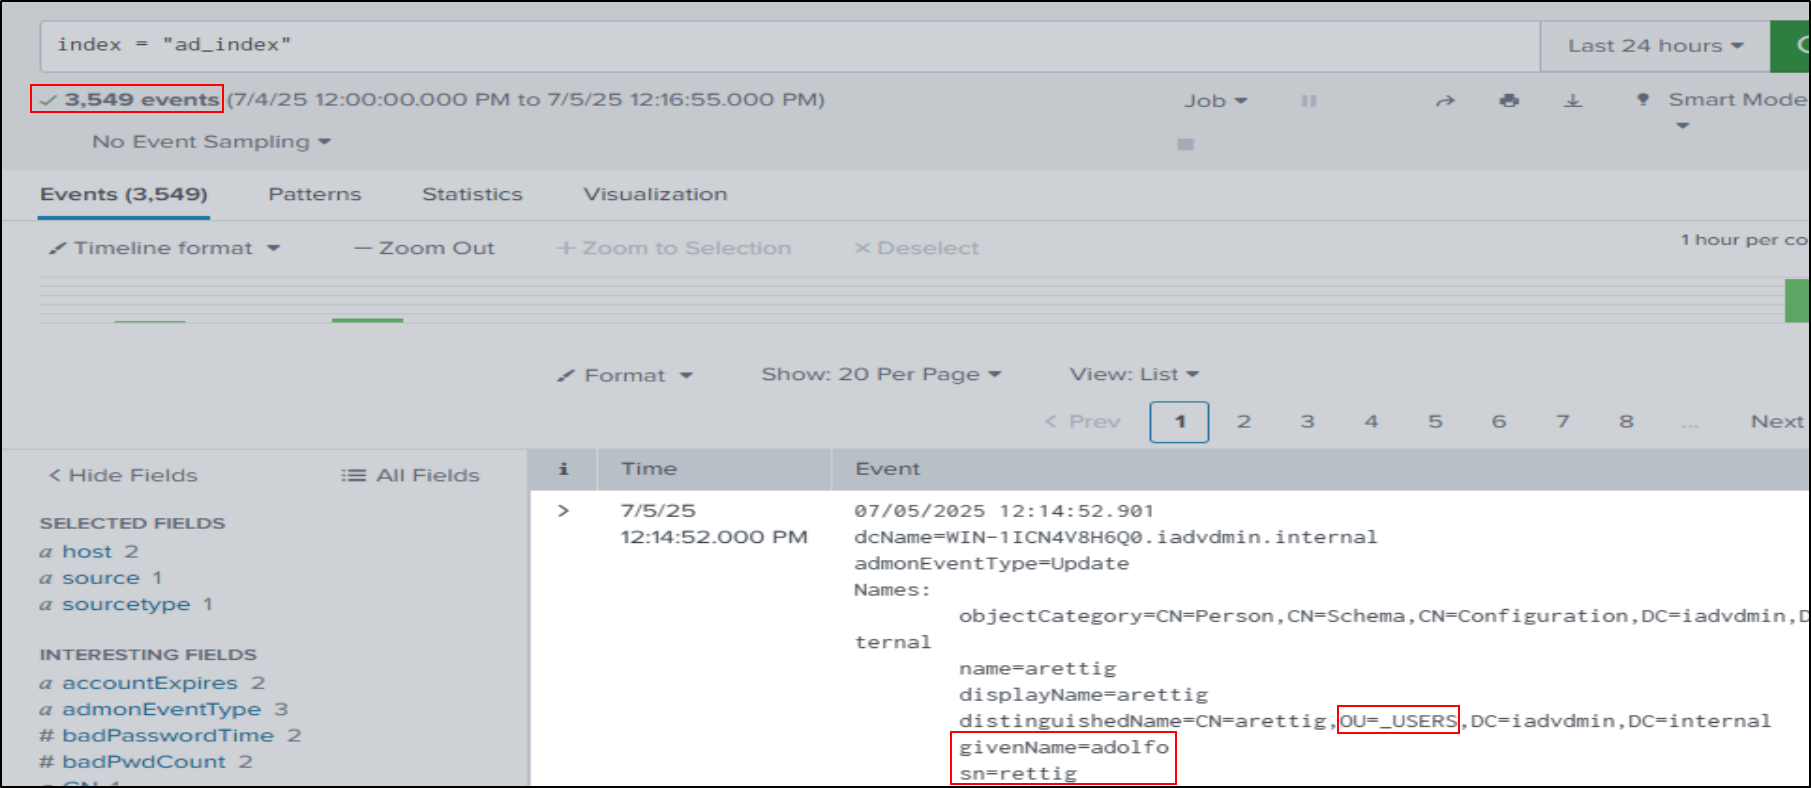 index = "ad_index"
Last 24 hours
3,549 events (7/4/25 12:00:00.000 PM to 7/5/25 12:16:55.000 PM)
Job
Smart Mode
No Event Sampling
Events (3,549)
Patterns
Statistics
Visualization
Timeline format
— Zoom Out
+ Zoom to Selection
× Deselect
1 hour per co
Format
Show: 20 Per Page
View: List
< Prev
1
2
3
4
5
6
7
8
...
Next
< Hide Fields
All Fields
i
Time
Event
SELECTED FIELDS
a host 2
a source 1
a sourcetype 1
INTERESTING FIELDS
a accountExpires 2
a admonEventType 3
# badPasswordTime 2
# badPwdCount 2
>
7/5/25
12:14:52.000 PM
07/05/2025 12:14:52.901
dcName=WIN-1ICN4V8H6Q0.iadvdmin.internal
admonEventType=Update
Names:
objectCategory=CN=Person,CN=Schema,CN=Configuration,DC=iadvdmin,D
ternal
name=arettig
displayName=arettig
distinguishedName=CN=arettig,OU=_USERS,DC=iadvdmin,DC=internal
givenName=adolfo
sn=rettig